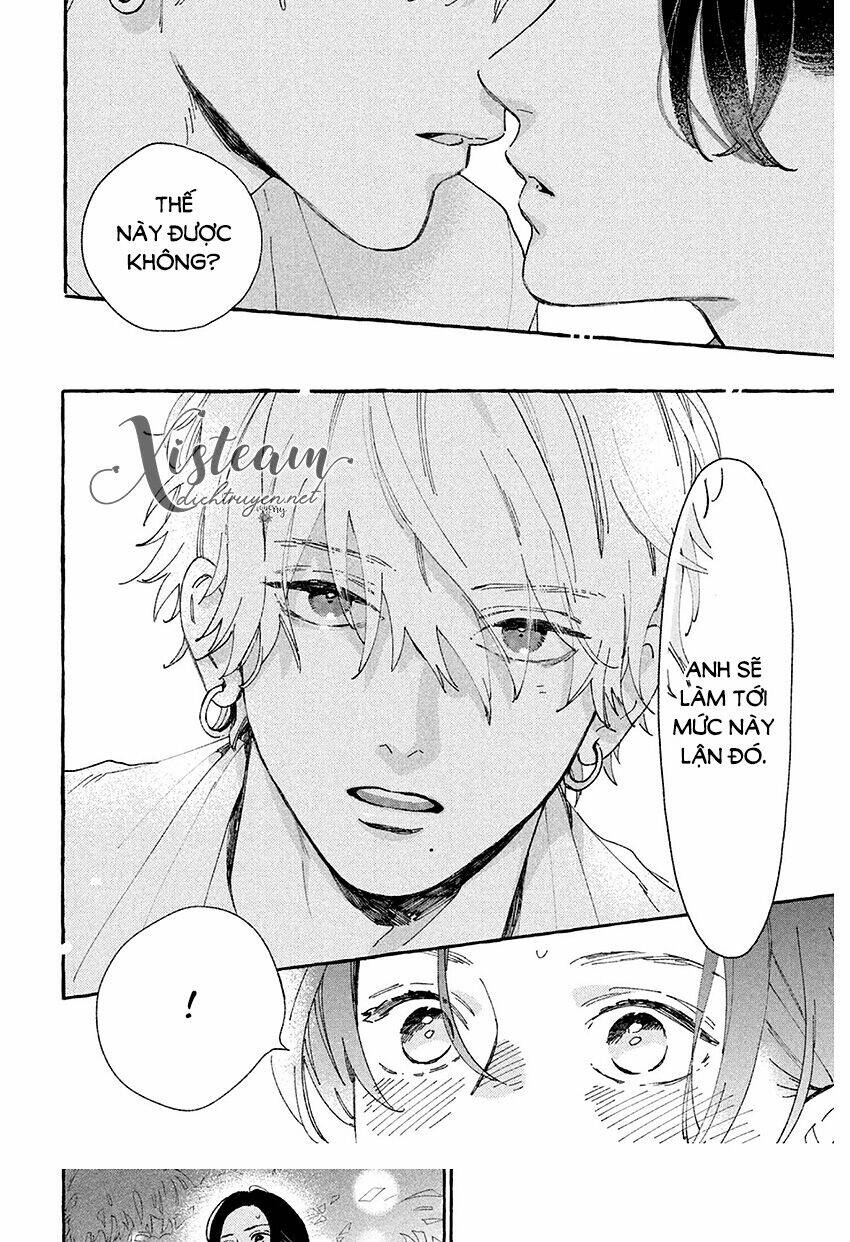 THẾ
NÀY ĐƯỢC
KHÔNG?
Xisteam
dichtruyen.net
ANH SẼ
LÀM TỚI
MỨC NÀY
LẬN ĐÓ.
!